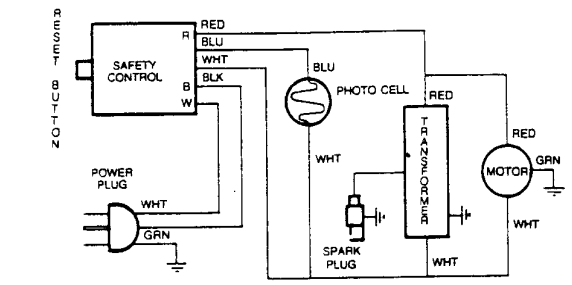 RESET BUTTON
SAFETY
CONTROL
R
B
W
RED
BLU
WHT
BLK
BLU
PHOTO CELL
WHT
RED
TRANSFORMER
RED
MOTOR
GRN
WHT
POWER
PLUG
WHT
GRN
SPARK
PLUG
WHT